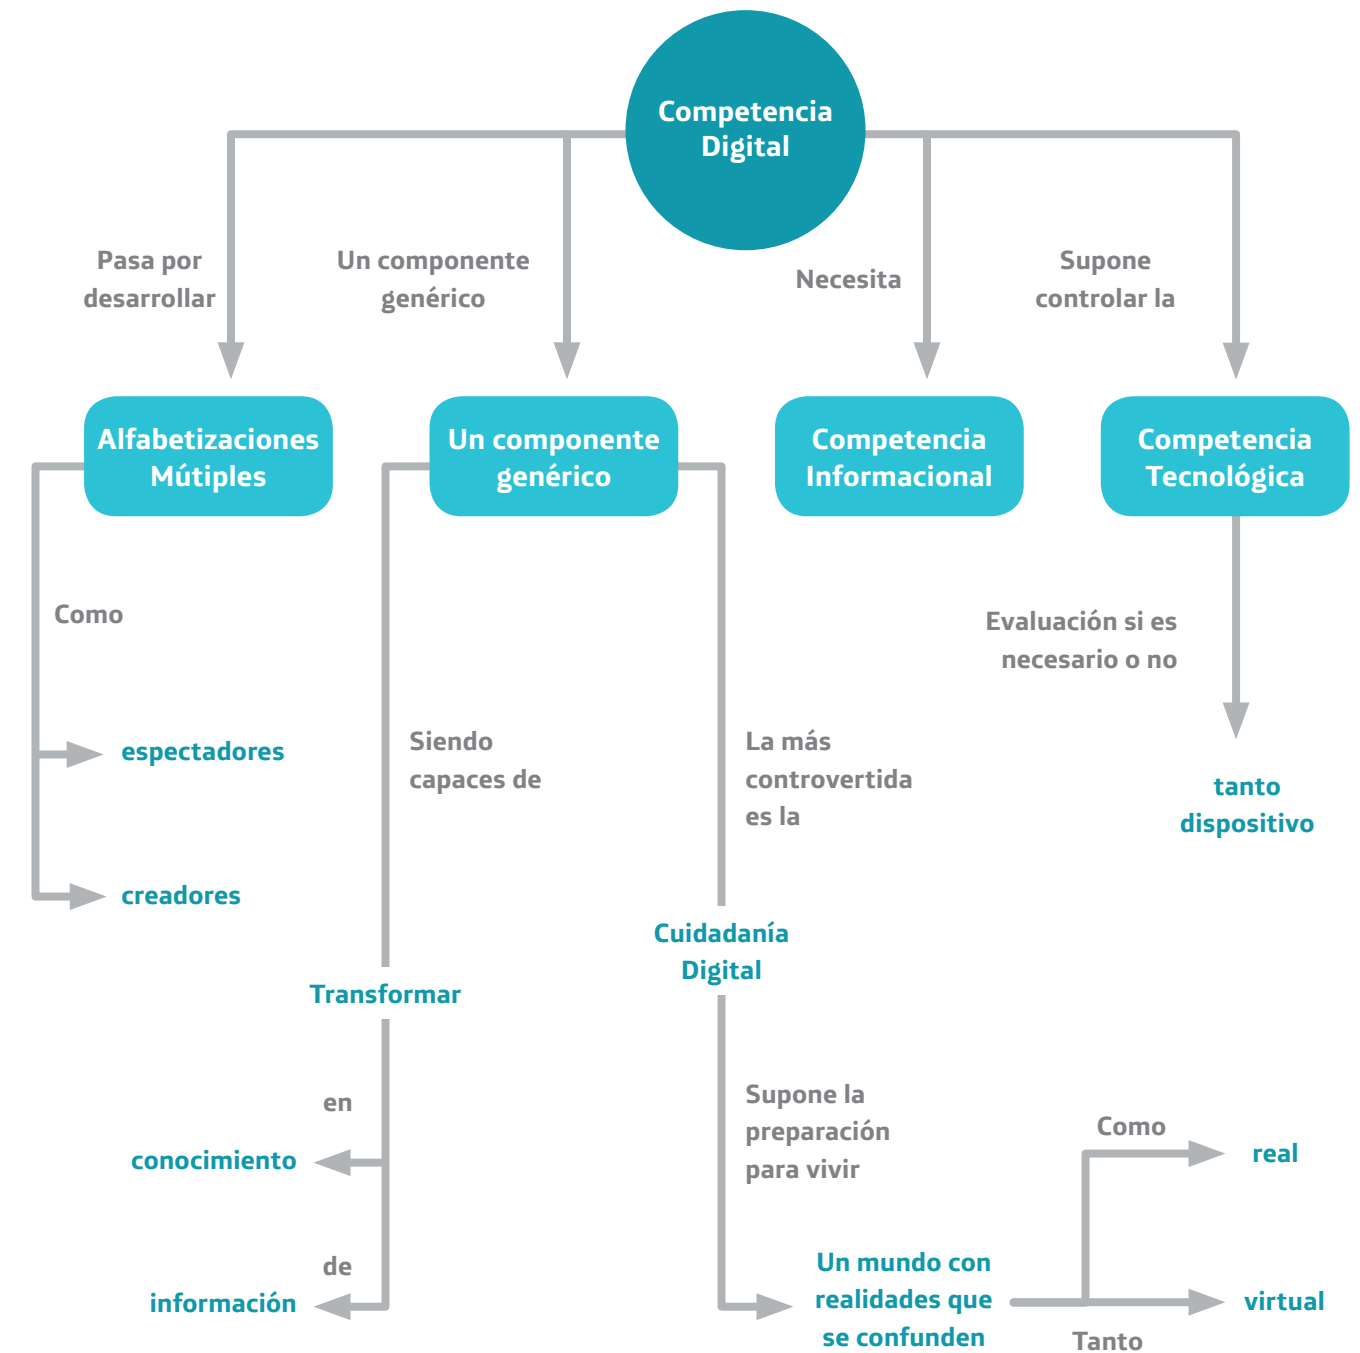 Competencia
Digital
Pasa por
desarrollar
Un componente
genérico
Necesita
Supone
controlar la
Alfabetizaciones
Mútiples
Un componente
genérico
Competencia
Informacional
Competencia
Tecnológica
Como
espectadores
creadores
Siendo
capaces de
Transformar
en
conocimiento
de
información
La más
controvertida
es la
Cuidadanía
Digital
Supone la
preparación
para vivir
Un mundo con
realidades que
se confunden
Como
real
Tanto
virtual
Evaluación si es
necesario o no
tanto
dispositivo